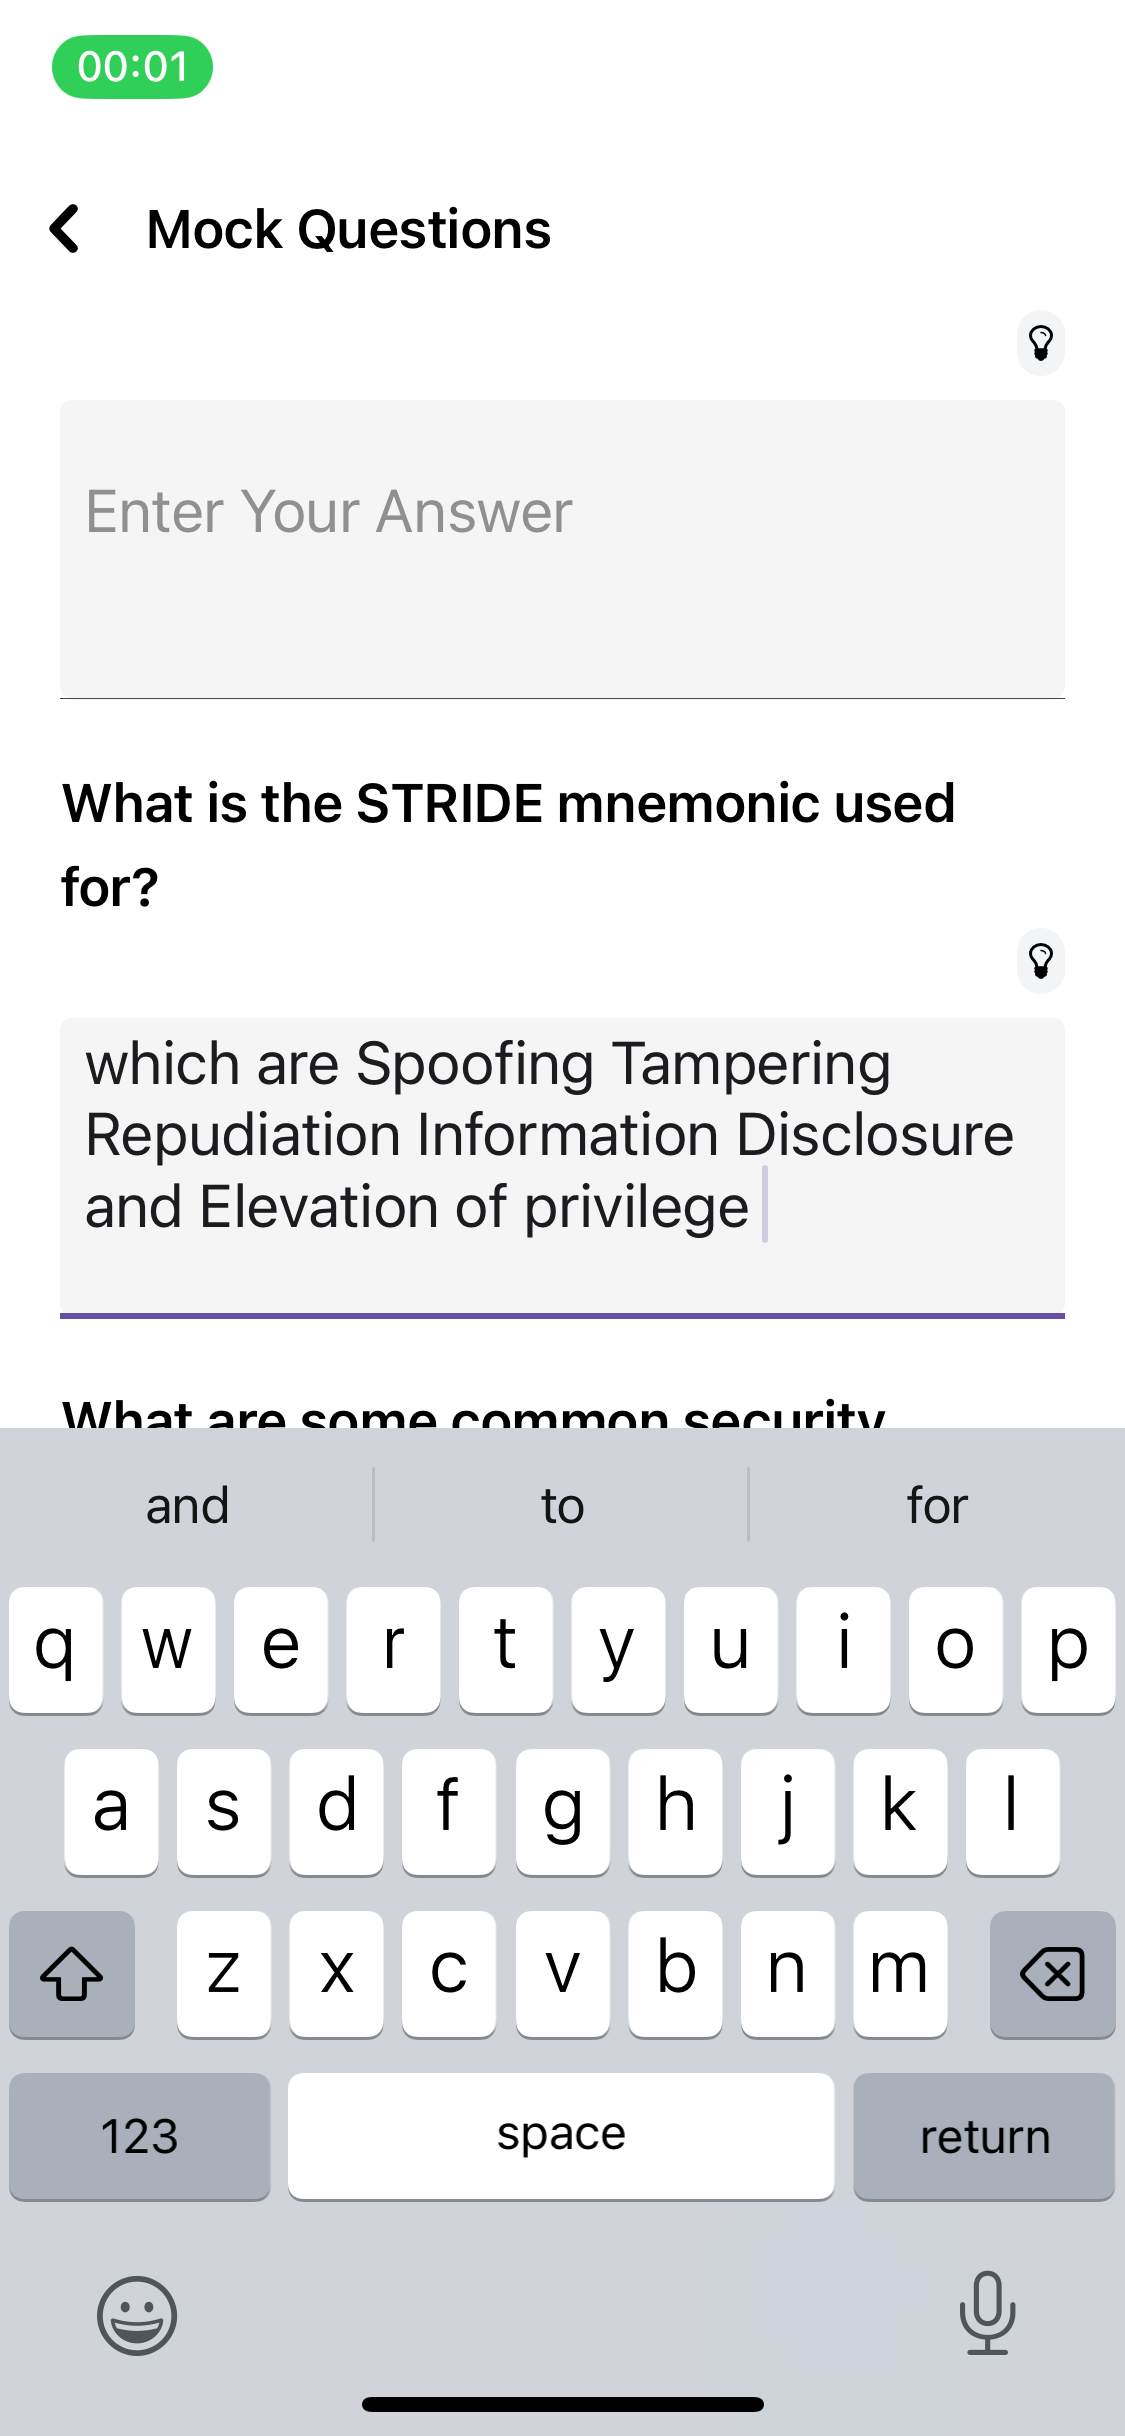 00:01
Mock Questions
Enter Your Answer
What is the STRIDE mnemonic used
for?
which are Spoofing Tampering
Repudiation Information Disclosure
and Elevation of privilege
What are some common security
and to for
q w e r t y u i o p
a s d f g h j k l
z x c v b n m
123 space return